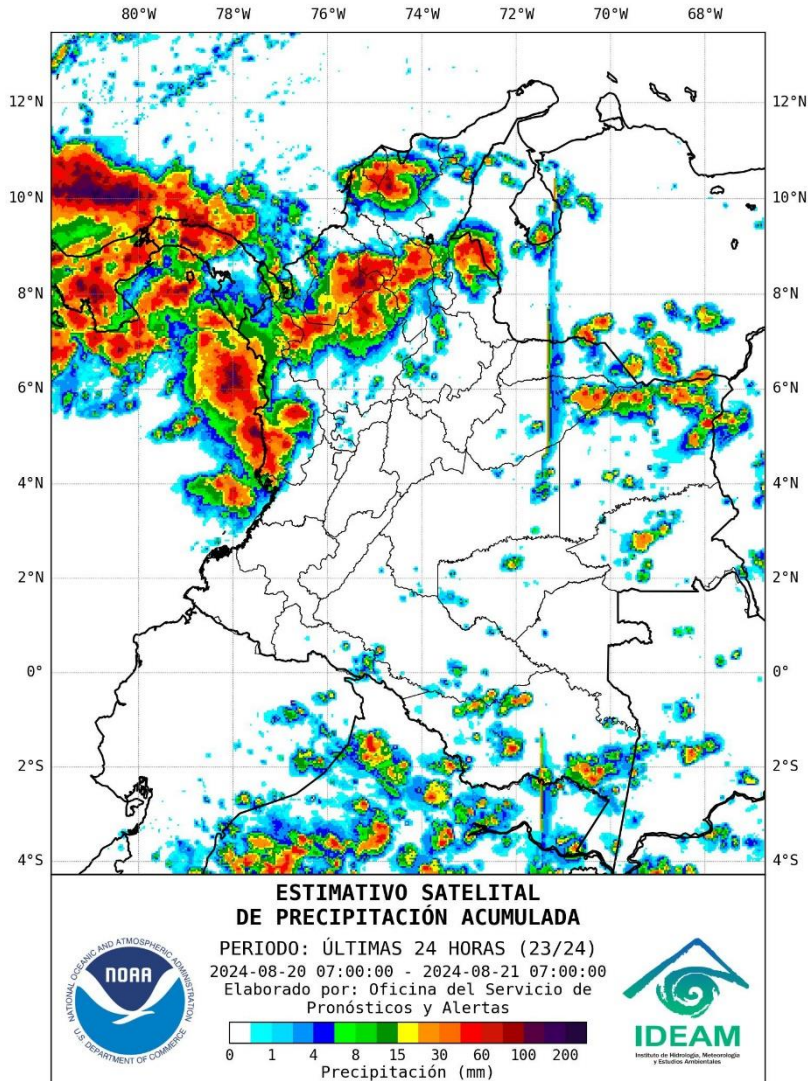 80°W 78°W 76°W 74°W 72°W 70°W 68°W
12°N 12°N
10°N 10°N
8°N 8°N
6°N 6°N
4°N 4°N
2°N 2°N
0° 0°
2°S 2°S
4°S 4°S
ESTIMATIVO SATELITAL
DE PRECIPITACIÓN ACUMULADA
PERIODO: ÚLTIMAS 24 HORAS (23/24)
2024-08-20 07:00:00 - 2024-08-21 07:00:00
Elaborado por: Oficina del Servicio de
Pronósticos y Alertas
0 1 4 8 15 30 60 100 200
Precipitación (mm)
NATIONAL OCEANIC AND ATMOSPHERIC ADMINISTRATION
NOAA
U.S. DEPARTMENT OF COMMERCE
IDEAM
Instituto de Hidrología, Meteorología
y Estudios Ambientales